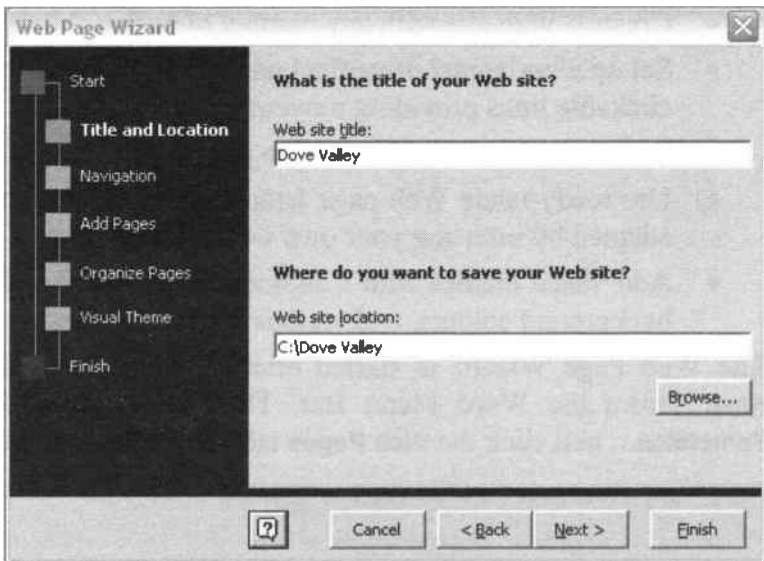 Web Page Wizard
Start
Title and Location
Navigation
Add Pages
Organize Pages
Visual Theme
Finish
What is the title of your Web site?
Web site title:
Dove Valley
Where do you want to save your Web site?
Web site location:
C:\Dove Valley
Browse...
Cancel
< Back
Next >
Finish